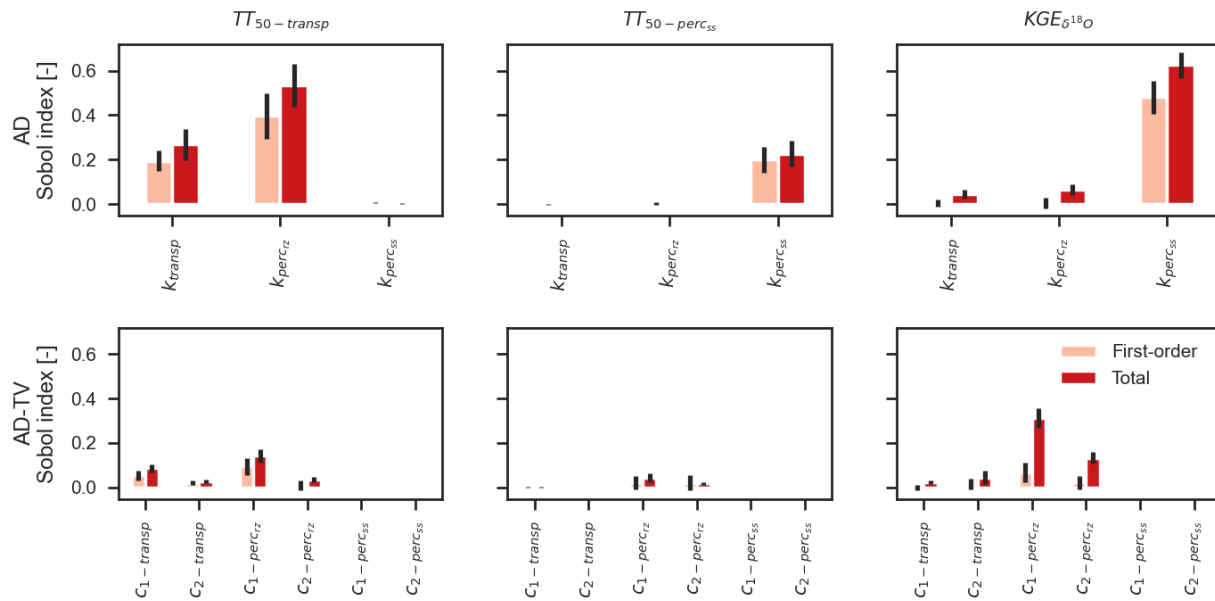 TT50−transp
TT50−percss
KGEδ18O
AD
Sobol index [-]
0.6
0.4
0.2
0.0
ktransp
kpercrz
kpercss
ktransp
kpercrz
kpercss
ktransp
kpercrz
kpercss
AD-TV
Sobol index [-]
0.6
0.4
0.2
0.0
First-order
Total
c1−transp
c2−transp
c1−percrz
c2−percrz
c1−percss
c2−percss
c1−transp
c2−transp
c1−percrz
c2−percrz
c1−percss
c2−percss
c1−transp
c2−transp
c1−percrz
c2−percrz
c1−percss
c2−percss